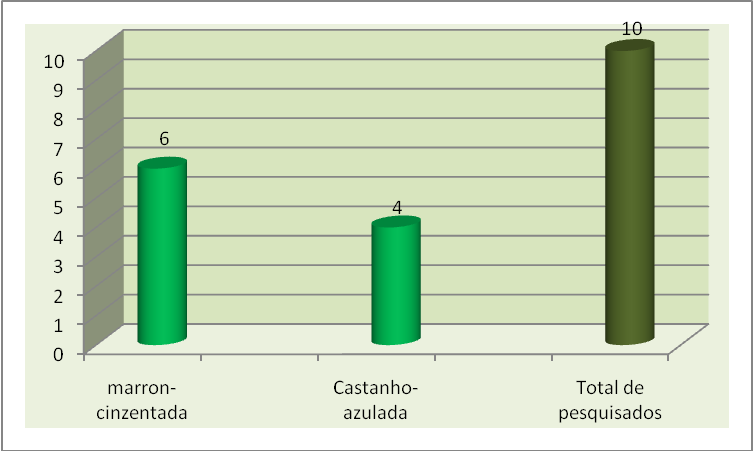 10
9
8
7
6
5
4
3
2
1
0
6
4
10
marron-
cinzentada
Castanho-
azulada
Total de
pesquisados